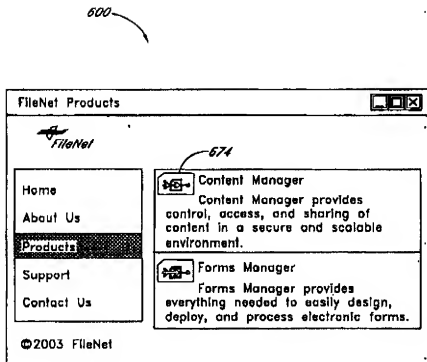 600
FileNet Products
FileNet
674
Home
About Us
Products
Support
Contact Us
Content Manager
Content Manager provides
control, access, and sharing of
content in a secure and scalable
environment.
Forms Manager
Forms Manager provides
everything needed to easily design,
deploy, and process electronic forms.
©2003 FileNet